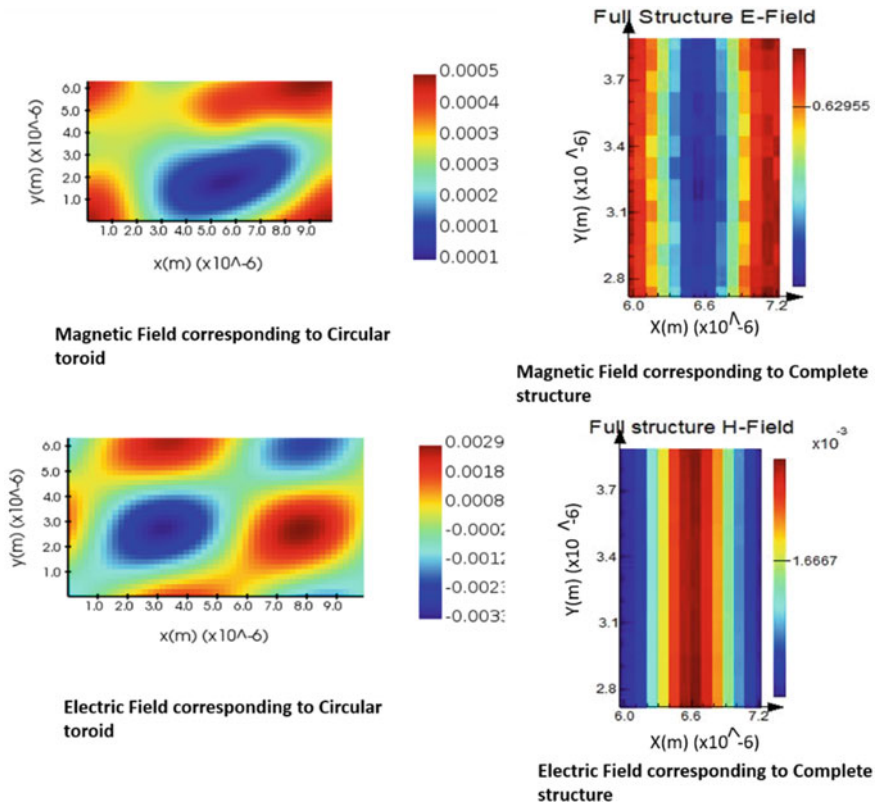 6.0
5.0
4.0
3.0
2.0
1.0
y(m) (x10^-6)
1.0 2.0 3.0 4.0 5.0 6.0 7.0 8.0 9.0
x(m) (x10^-6)
0.0005
0.0004
0.0003
0.0003
0.0002
0.0001
0.0001
Magnetic Field corresponding to Circular
toroid
Full Structure E-Field
3.7
3.4
3.1
2.8
Y(m) (x10 ^-6)
6.0 6.6 7.2
X(m) (x10^-6)
0.62955
Magnetic Field corresponding to Complete
structure
6.0
5.0
4.0
3.0
2.0
1.0
y(m) (x10^-6)
1.0 2.0 3.0 4.0 5.0 6.0 7.0 8.0 9.0
x(m) (x10^-6)
0.0029
0.0018
0.0008
-0.0002
-0.0012
-0.0023
-0.0033
Electric Field corresponding to Circular
toroid
Full structure H-Field
x10 -3
3.7
3.4
3.1
2.8
Y(m) (x10 ^-6)
6.0 6.6 7.2
X(m) (x10^-6)
1.6667
Electric Field corresponding to Complete
structure